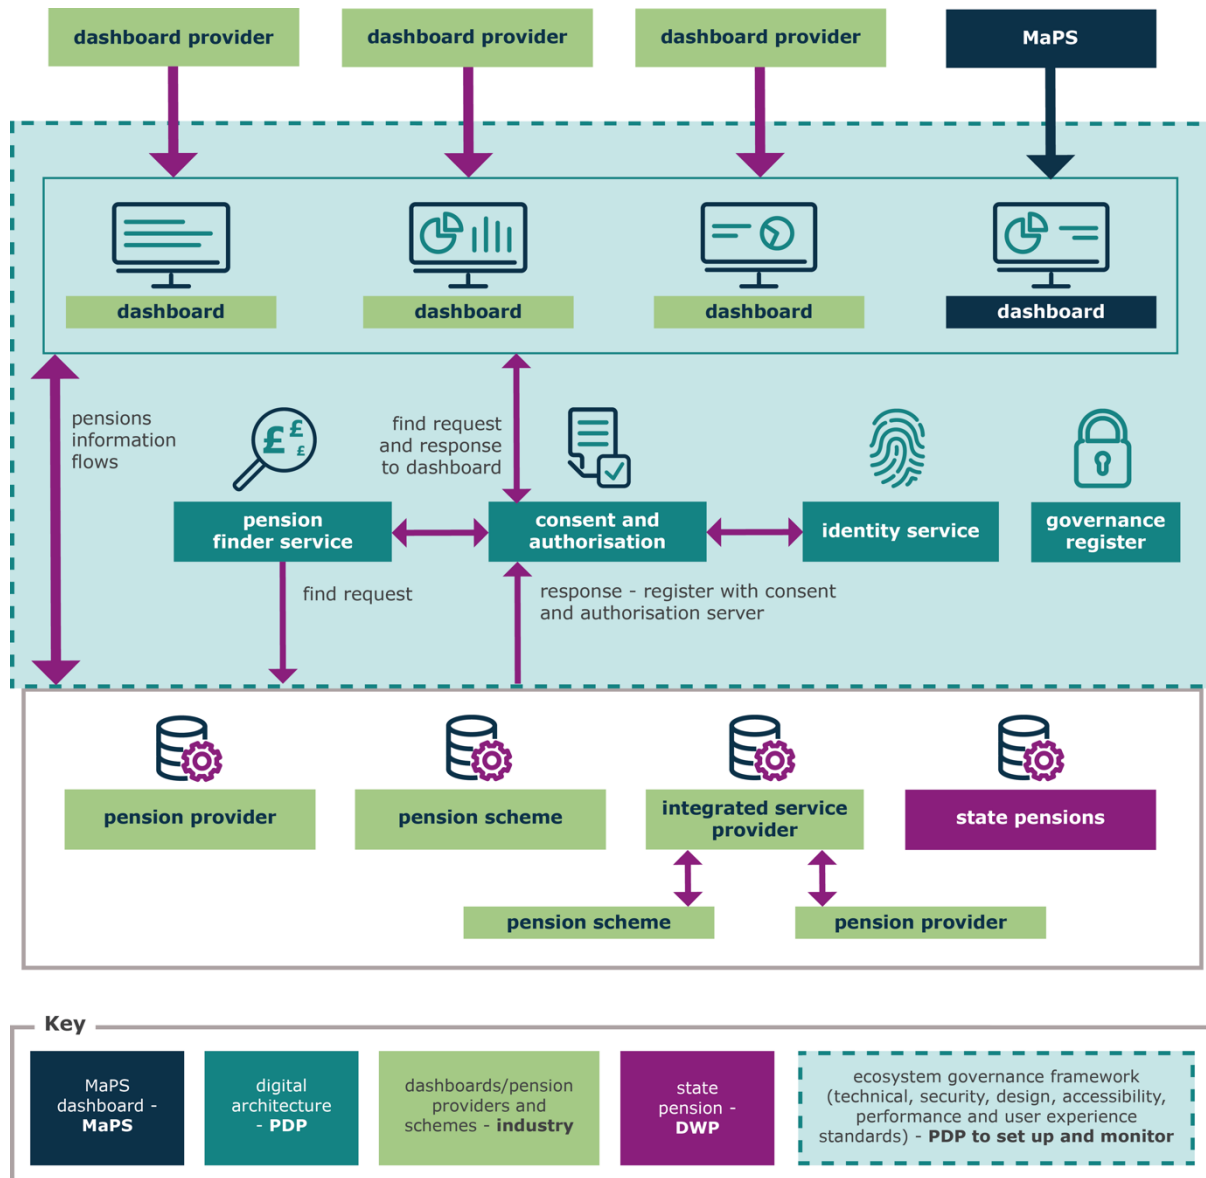 dashboard provider
dashboard provider
dashboard provider
MaPS
dashboard
dashboard
dashboard
dashboard
pensions
information
flows
find request
and response
to dashboard
££££
pension
finder service
consent and
authorisation
identity service
governance
register
find request
response - register with consent
and authorisation server
pension provider
pension scheme
integrated service
provider
state pensions
pension scheme
pension provider
Key
MaPS
dashboard -
MaPS
digital
architecture
- PDP
dashboards/pension
providers and
schemes - industry
state
pension -
DWP
ecosystem governance framework
(technical, security, design, accessibility,
performance and user experience
standards) - PDP to set up and monitor